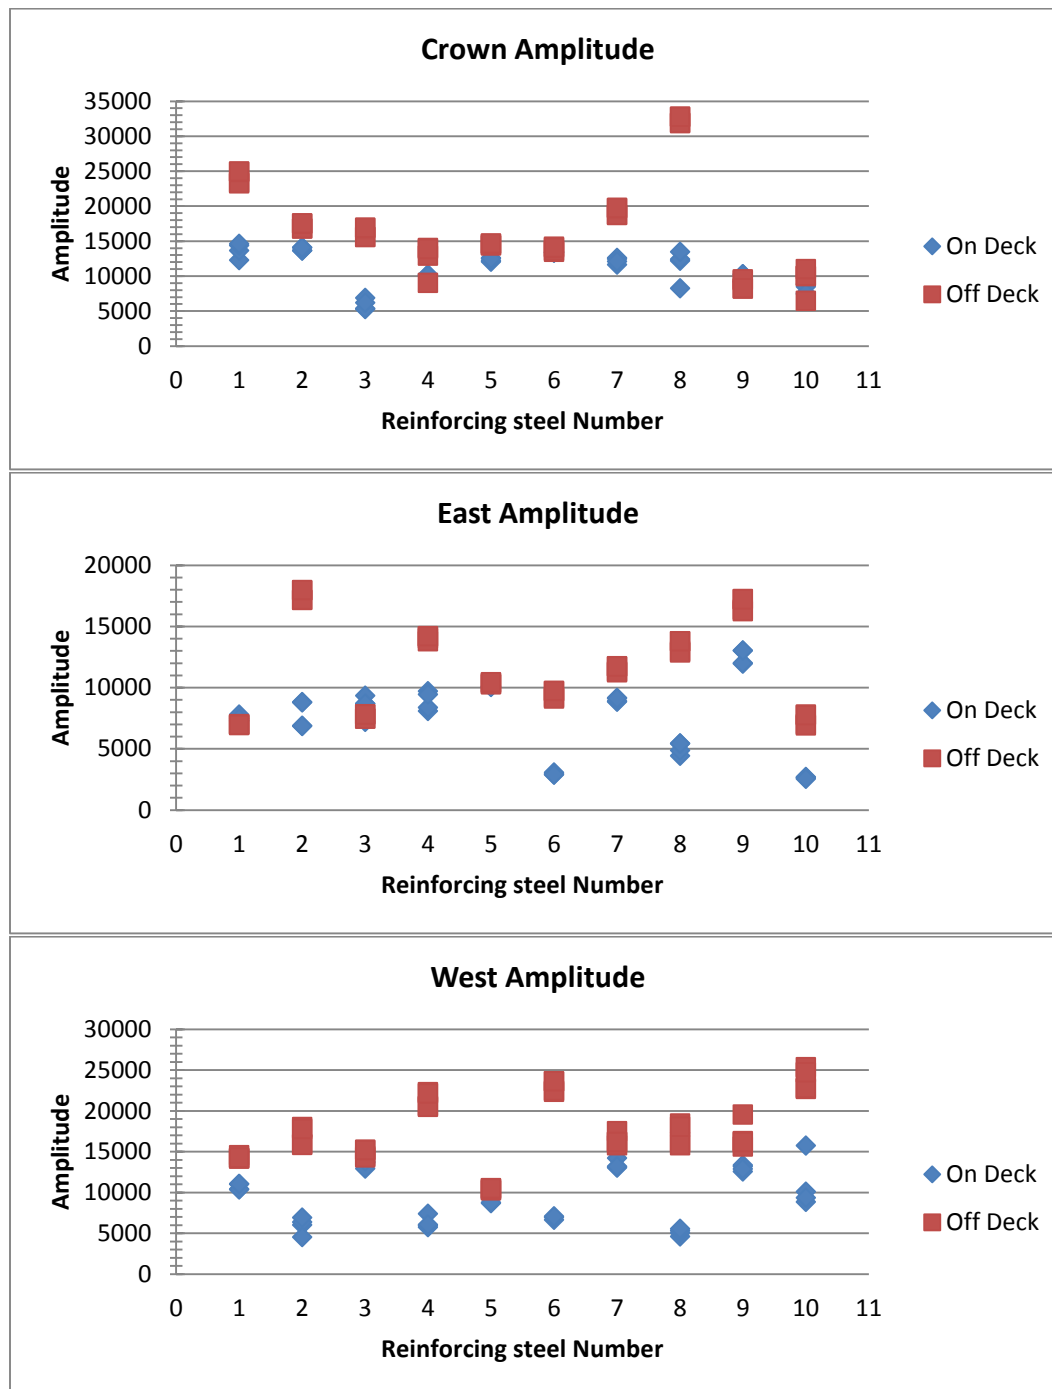 Crown Amplitude
35000
30000
25000
20000
15000
10000
5000
0
Amplitude
0 1 2 3 4 5 6 7 8 9 10 11
Reinforcing steel Number
On Deck
Off Deck
East Amplitude
20000
15000
10000
5000
0
Amplitude
0 1 2 3 4 5 6 7 8 9 10 11
Reinforcing steel Number
On Deck
Off Deck
West Amplitude
30000
25000
20000
15000
10000
5000
0
Amplitude
0 1 2 3 4 5 6 7 8 9 10 11
Reinforcing steel Number
On Deck
Off Deck